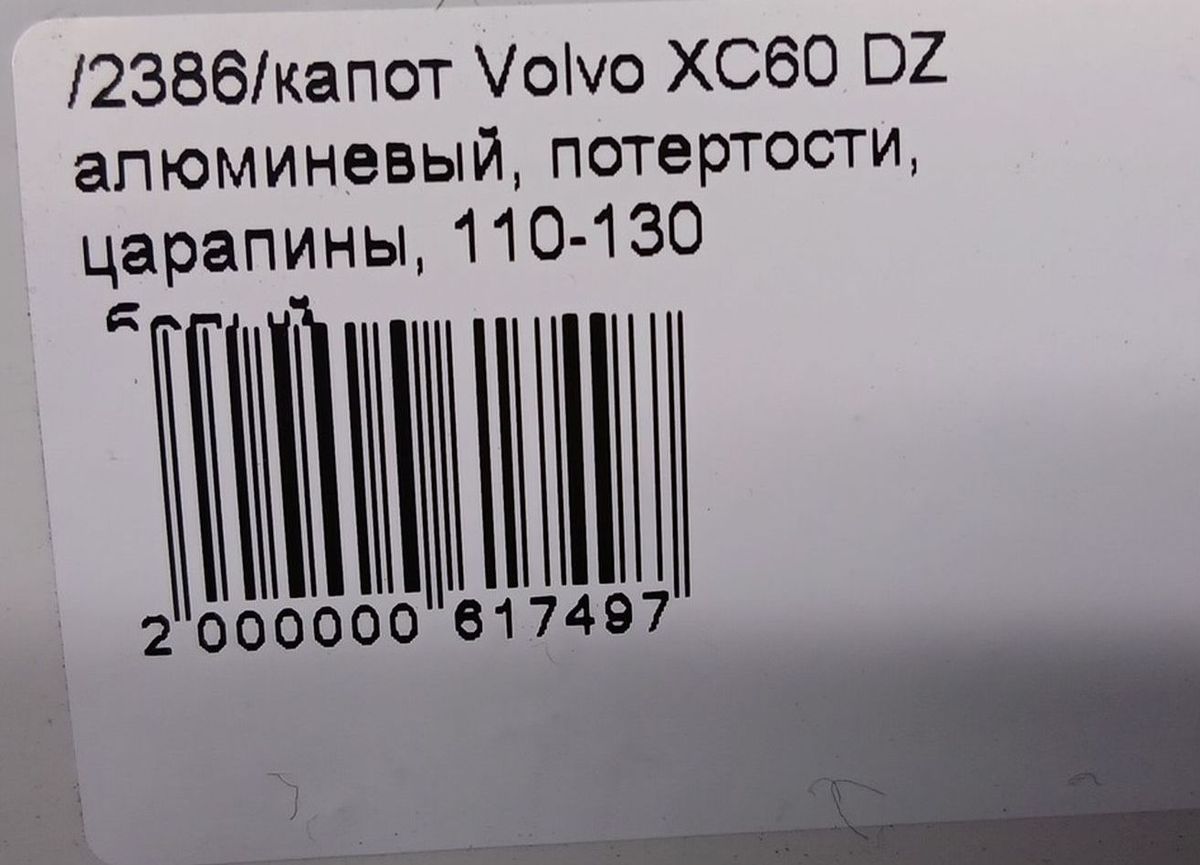 /2386/капот Volvo XC60 DZ
алюминевый, потертости,
царапины, 110-130
2 000000 617497